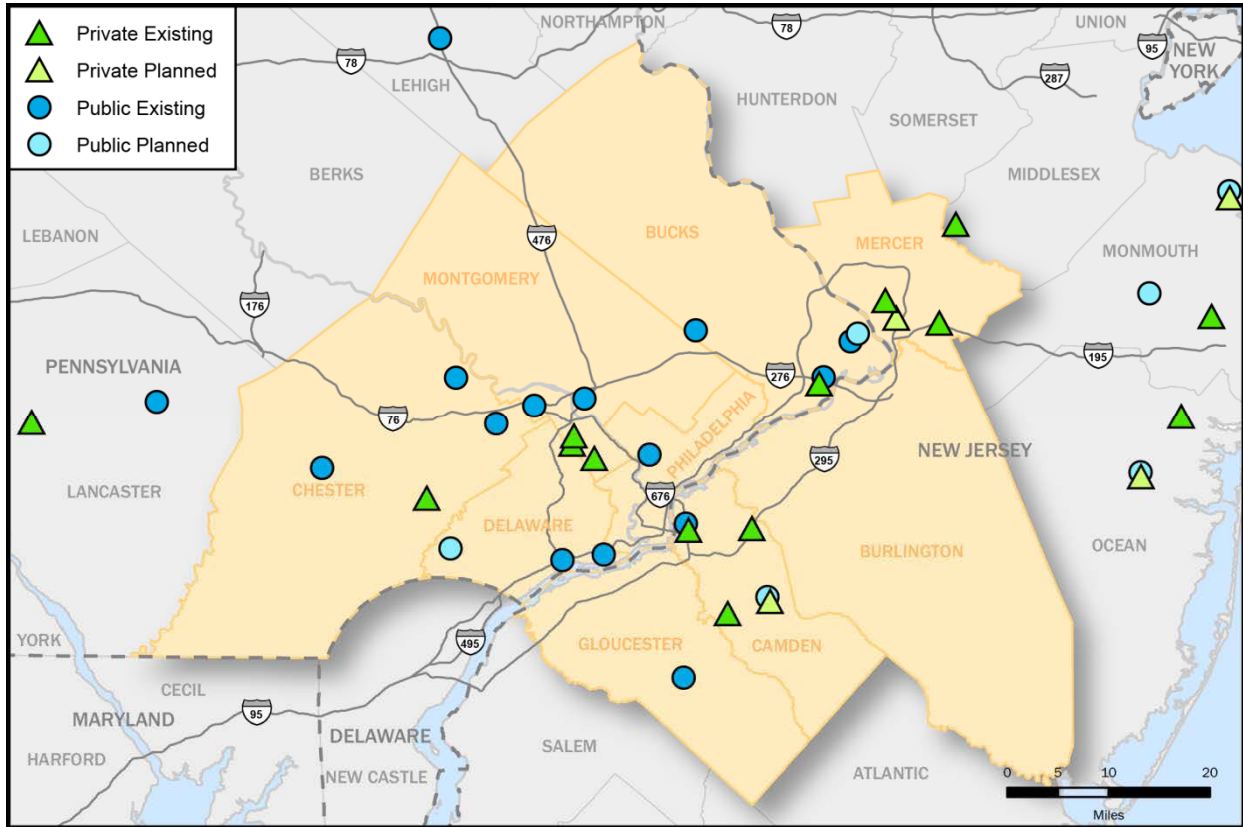 Private Existing
Private Planned
Public Existing
Public Planned
NORTHAMPTON
UNION
78
95
NEW
YORK
78
LEHIGH
287
HUNTERDON
SOMERSET
BERKS
MIDDLESEX
LEBANON
476
BUCKS
MERCER
MONMOUTH
MONTGOMERY
176
PENNSYLVANIA
195
276
76
PHILADELPHIA
NEW JERSEY
295
LANCASTER
CHESTER
676
DELAWARE
BURLINGTON
OCEAN
YORK
495
GLOUCESTER
CAMDEN
CECIL
MARYLAND
95
DELAWARE
HARFORD
NEW CASTLE
SALEM
ATLANTIC
0 5 10 20
Miles